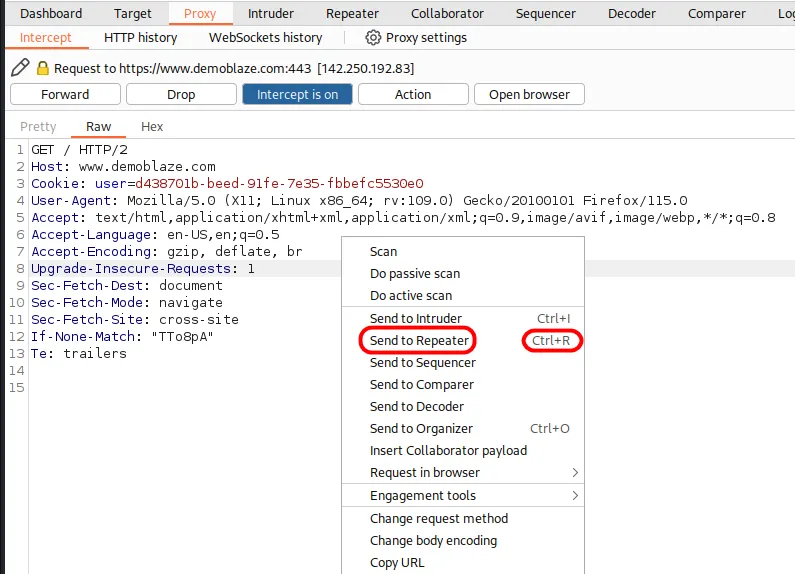 Dashboard Target Proxy Intruder Repeater Collaborator Sequencer Decoder Comparer
Intercept HTTP history WebSockets history Proxy settings
Request to https://www.demoblaze.com:443 [142.250.192.83]
Forward Drop Intercept is on Action Open browser
Pretty Raw Hex
1 GET / HTTP/2
2 Host: www.demoblaze.com
3 Cookie: user=d438701b-beed-91fe-7e35-fbbefc5530e0
4 User-Agent: Mozilla/5.0 (X11; Linux x86_64; rv:109.0) Gecko/20100101 Firefox/115.0
5 Accept: text/html,application/xhtml+xml,application/xml;q=0.9,image/avif,image/webp,*/*;q=0.8
6 Accept-Language: en-US,en;q=0.5
7 Accept-Encoding: gzip, deflate, br
8 Upgrade-Insecure-Requests: 1
9 Sec-Fetch-Dest: document
10 Sec-Fetch-Mode: navigate
11 Sec-Fetch-Site: cross-site
12 If-None-Match: "TTo8pA"
13 Te: trailers
14
15
Scan
Do passive scan
Do active scan
Send to Intruder Ctrl+I
Send to Repeater Ctrl+R
Send to Sequencer
Send to Comparer
Send to Decoder
Send to Organizer Ctrl+O
Insert Collaborator payload
Request in browser
Engagement tools
Change request method
Change body encoding
Copy URL